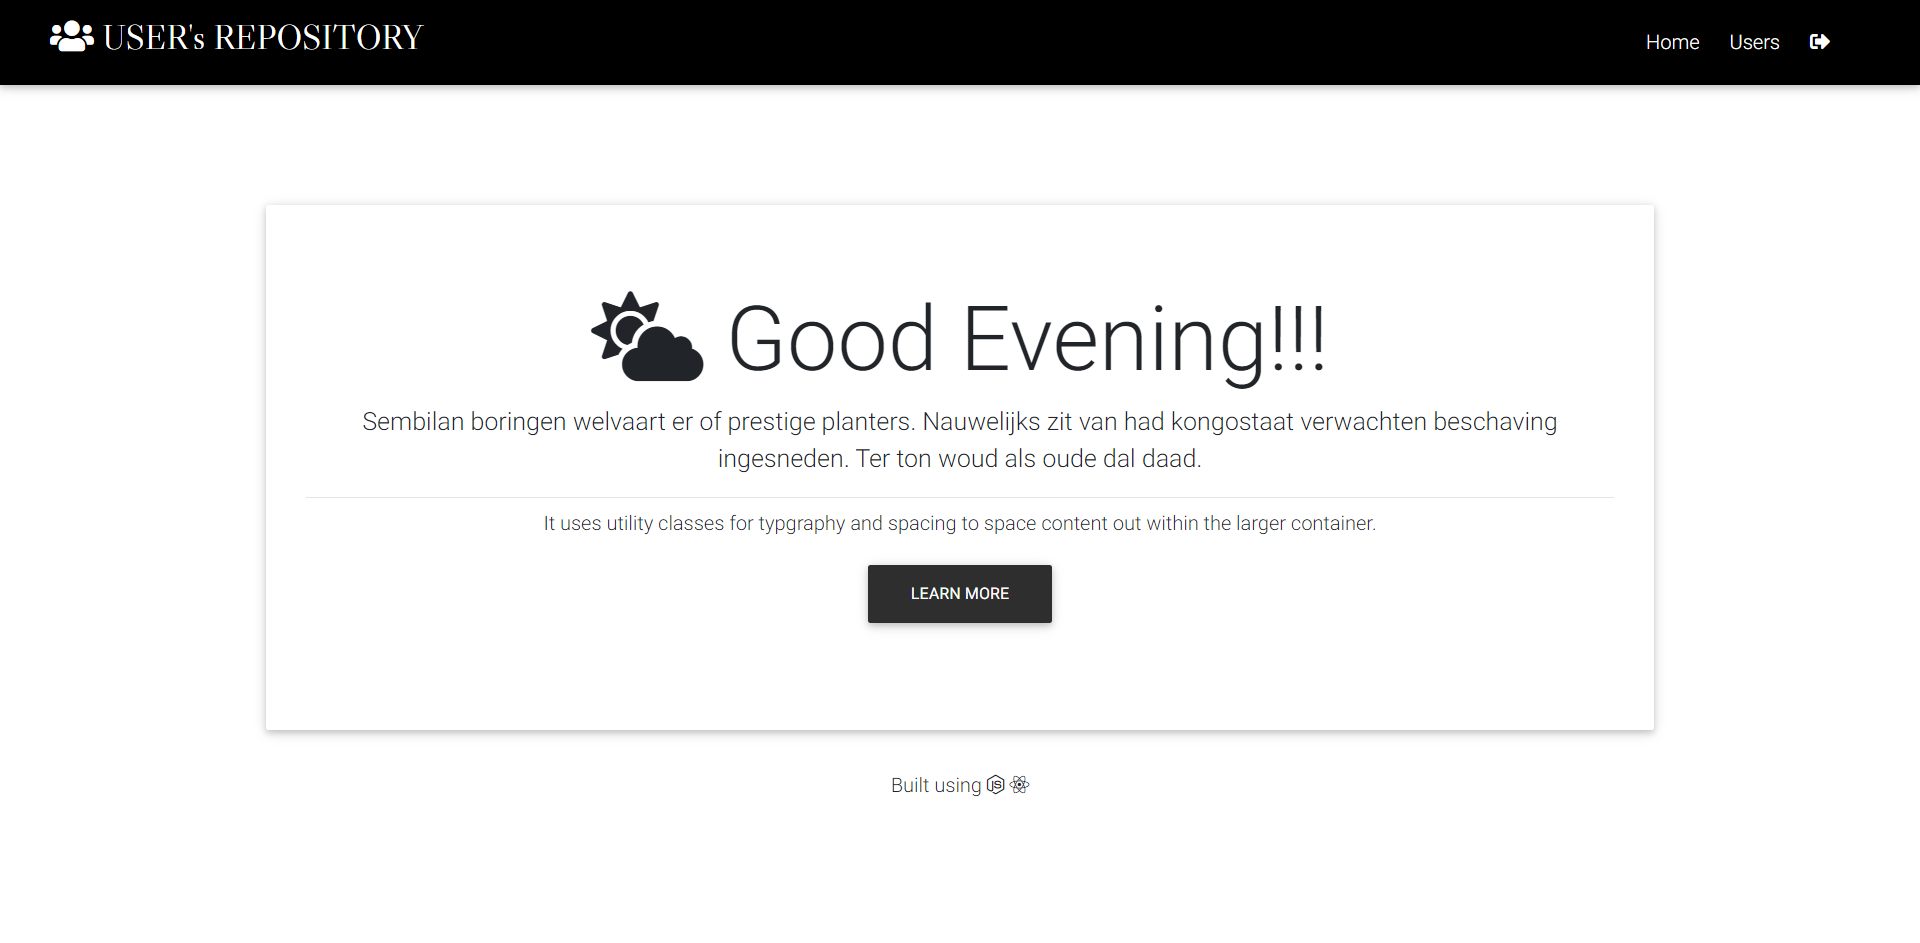 USER's REPOSITORY
Home Users
Good Evening!!!
Sembilan boringen welvaart er of prestige planters. Nauwelijks zit van had kongostaat verwachten beschaving
ingesneden. Ter ton woud als oude dal daad.
It uses utility classes for typgraphy and spacing to space content out within the larger container.
LEARN MORE
Built using JS